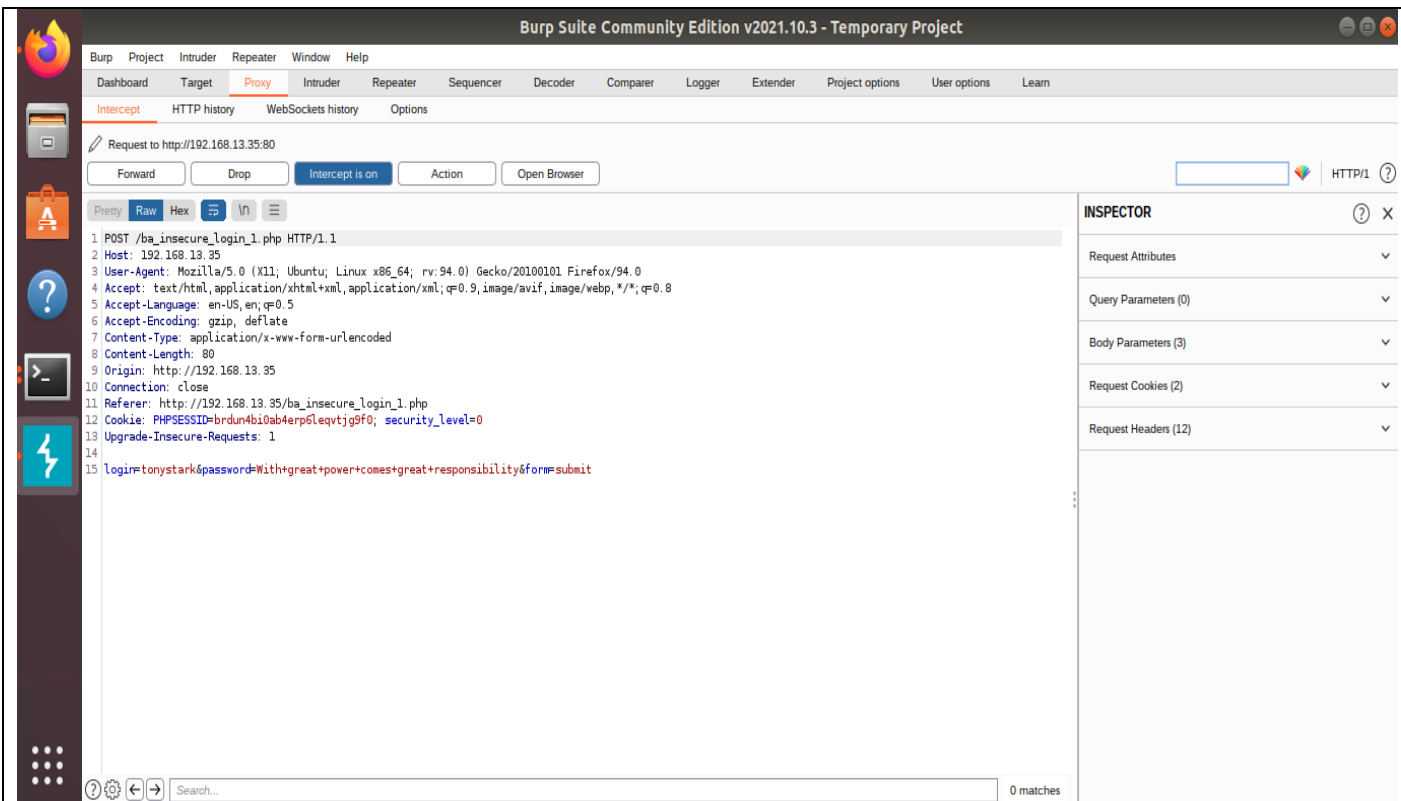 Burp Suite Community Edition v2021.10.3 - Temporary Project
Burp Project Intruder Repeater Window Help
Dashboard Target Proxy Intruder Repeater Sequencer Decoder Comparer Logger Extender Project options User options Learn
Intercept HTTP history WebSockets history Options
Request to http://192.168.13.35:80
Forward Drop Intercept is on Action Open Browser HTTP/1 ?
Pretty Raw Hex \n INSPECTOR ? X
1 POST /ba_insecure_login_1.php HTTP/1.1
2 Host: 192.168.13.35
3 User-Agent: Mozilla/5.0 (X11; Ubuntu; Linux x86_64; rv:94.0) Gecko/20100101 Firefox/94.0
4 Accept: text/html,application/xhtml+xml,application/xml;q=0.9,image/avif,image/webp,*/*;q=0.8
5 Accept-Language: en-US,en;q=0.5
6 Accept-Encoding: gzip, deflate
7 Content-Type: application/x-www-form-urlencoded
8 Content-Length: 80
9 Origin: http://192.168.13.35
10 Connection: close
11 Referer: http://192.168.13.35/ba_insecure_login_1.php
12 Cookie: PHPSESSID=brdun4bi0ab4erp6leqvtjg9f0; security_level=0
13 Upgrade-Insecure-Requests: 1
14
15 login=tonystark&password=With+great+power+comes+great+responsibility&form=submit
Request Attributes
Query Parameters (0)
Body Parameters (3)
Request Cookies (2)
Request Headers (12)
? Search... 0 matches